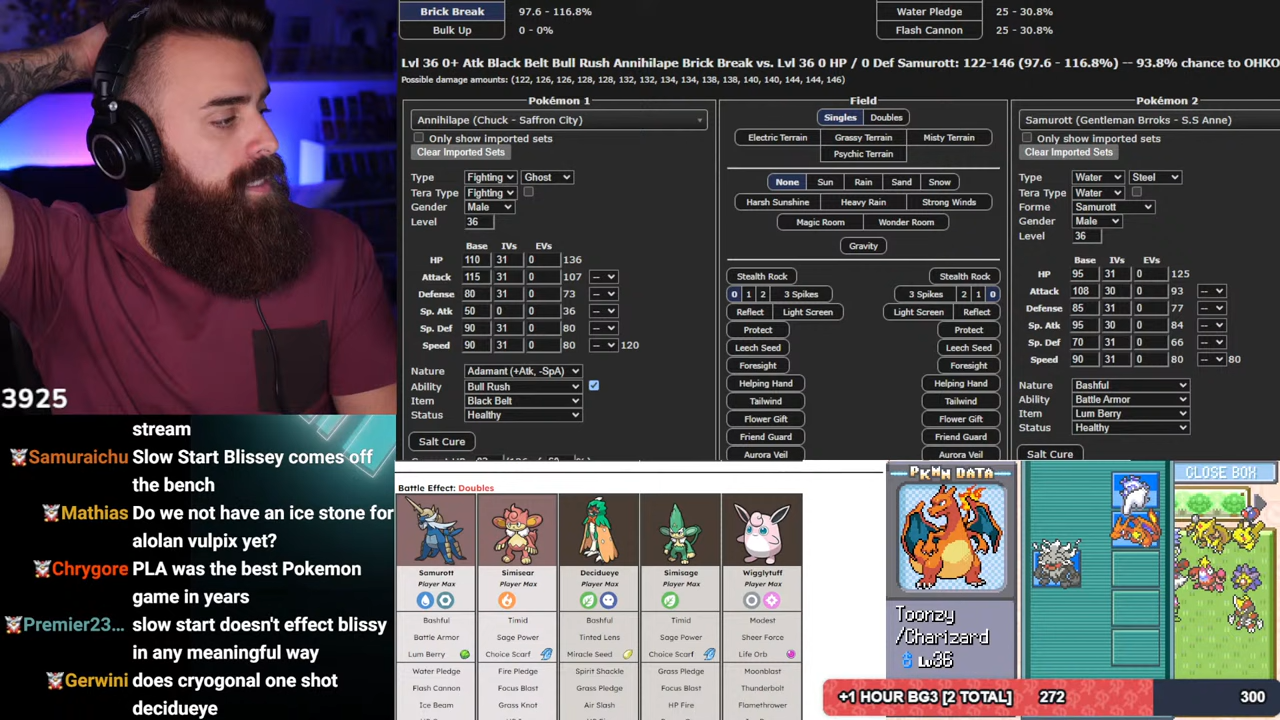 Brick Break 97.6 - 116.8%
Bulk Up 0 - 0%
Water Pledge 25 - 30.8%
Flash Cannon 25 - 30.8%
Lvl 36 0+ Atk Black Belt Bull Rush Annihilape Brick Break vs. Lvl 36 0 HP / 0 Def Samurott: 122-146 (97.6 - 116.8%) -- 93.8% chance to OHKO
Possible damage amounts: (122, 126, 126, 128, 128, 132, 132, 134, 134, 138, 138, 140, 140, 144, 144, 146)
Pokémon 1
Annihilape (Chuck - Saffron City)
Only show imported sets
Clear Imported Sets
Type Fighting Ghost
Tera Type Fighting
Gender Male
Level 36
Base IVs EVs
HP 110 31 0 136
Attack 115 31 0 107 --
Defense 80 31 0 73 --
Sp. Atk 50 0 0 36 --
Sp. Def 90 31 0 80 --
Speed 90 31 0 80 -- 120
Nature Adamant (+Atk, -SpA)
Ability Bull Rush
Item Black Belt
Status Healthy
Salt Cure
Field
Singles Doubles
Electric Terrain Grassy Terrain Misty Terrain
Psychic Terrain
None Sun Rain Sand Snow
Harsh Sunshine Heavy Rain Strong Winds
Magic Room Wonder Room
Gravity
Stealth Rock Stealth Rock
0 1 2 3 Spikes 3 Spikes 2 1 0
Reflect Light Screen Light Screen Reflect
Protect Protect
Leech Seed Leech Seed
Foresight Foresight
Helping Hand Helping Hand
Tailwind Tailwind
Flower Gift Flower Gift
Friend Guard Friend Guard
Aurora Veil Aurora Veil
Pokémon 2
Samurott (Gentleman Brroks - S.S Anne)
Only show imported sets
Clear Imported Sets
Type Water Steel
Tera Type Water
Forme Samurott
Gender Male
Level 36
Base IVs EVs
HP 95 31 0 125
Attack 108 30 0 93 --
Defense 85 31 0 77 --
Sp. Atk 95 30 0 84 --
Sp. Def 70 31 0 66 --
Speed 90 31 0 80 -- 80
Nature Bashful
Ability Battle Armor
Item Lum Berry
Status Healthy
Salt Cure
3925
stream
Samuraichu Slow Start Blissey comes off
the bench
Mathias Do we not have an ice stone for
alolan vulpix yet?
Chrygore PLA was the best Pokemon
game in years
Premier23... slow start doesn't effect blissy
in any meaningful way
Gerwini does cryogonal one shot
decidueye
Battle Effect: Doubles
Samurott Simisear Decidueye Simisage Wigglytuff
Player Max Player Max Player Max Player Max Player Max
Bashful Timid Bashful Timid Modest
Battle Armor Sage Power Tinted Lens Sage Power Sheer Force
Lum Berry Choice Scarf Miracle Seed Choice Scarf Life Orb
Water Pledge Fire Pledge Spirit Shackle Grass Pledge Moonblast
Flash Cannon Focus Blast Grass Pledge Focus Blast Thunderbolt
Ice Beam Grass Knot Air Slash HP Fire Flamethrower
PKMN DATA
Toonzy
/Charizard
Lv36
CLOSE BOX
+1 HOUR BG3 [2 TOTAL] 272 300